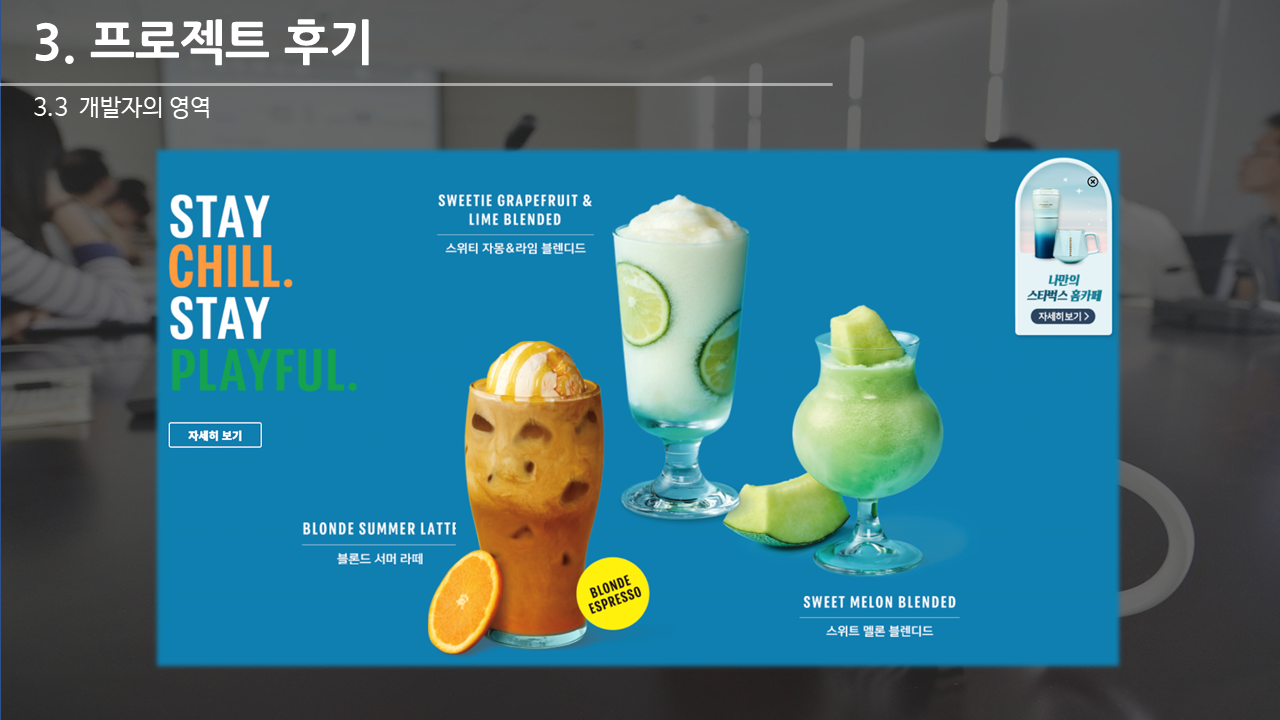 3. 프로젝트 후기
3.3 개발자의 영역
STAY
CHILL.
STAY
PLAYFUL.
자세히 보기
SWEETIE GRAPEFRUIT &
LIME BLENDED
스위티 자몽&라임 블렌디드
나만의
스타벅스 홈카페
자세히보기 >
BLONDE SUMMER LATTE
블론드 서머 라떼
BLONDE
ESPRESSO
SWEET MELON BLENDED
스위트 멜론 블렌디드